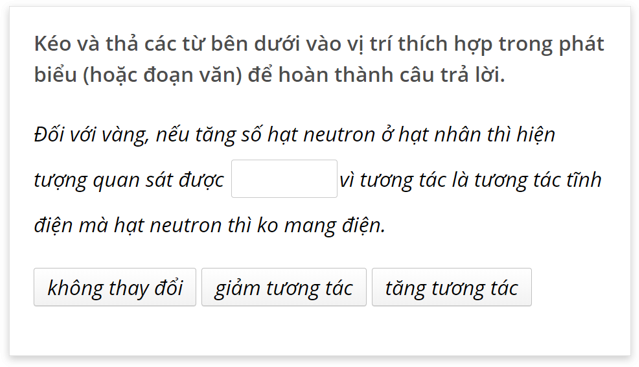 Kéo và thả các từ bên dưới vào vị trí thích hợp trong phát
biểu (hoặc đoạn văn) để hoàn thành câu trả lời.
Đối với vàng, nếu tăng số hạt neutron ở hạt nhân thì hiện
tượng quan sát được vì tương tác là tương tác tĩnh
điện mà hạt neutron thì ko mang điện.
không thay đổi giảm tương tác tăng tương tác